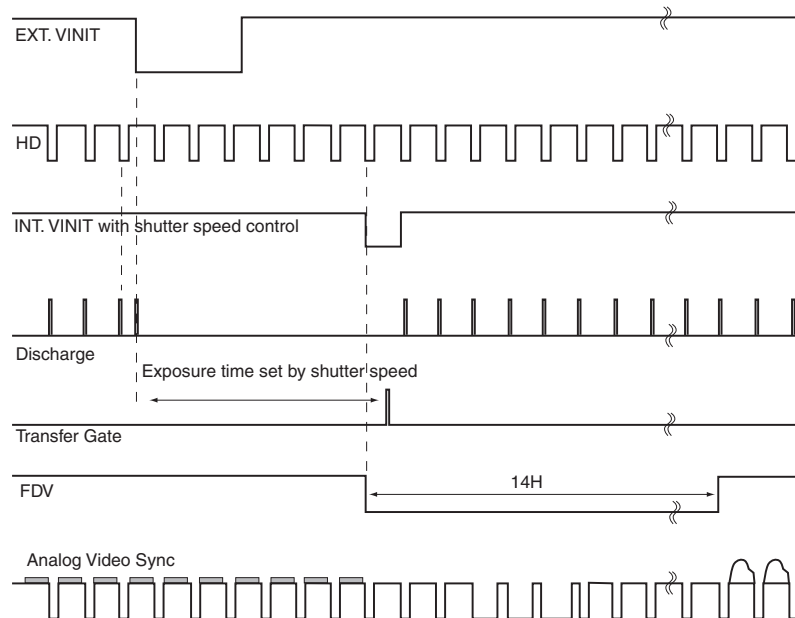 EXT. VINIT
HD
INT. VINIT with shutter speed control
Discharge
Exposure time set by shutter speed
Transfer Gate
FDV
14H
Analog Video Sync